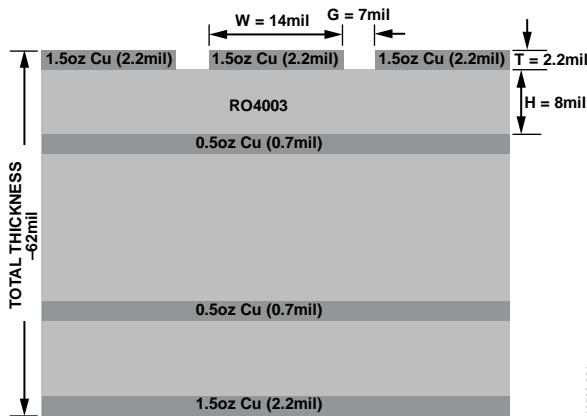 W = 14mil
G = 7mil
1.5oz Cu (2.2mil)
1.5oz Cu (2.2mil)
1.5oz Cu (2.2mil)
T = 2.2mil
RO4003
H = 8mil
0.5oz Cu (0.7mil)
TOTAL THICKNESS
–62mil
0.5oz Cu (0.7mil)
1.5oz Cu (2.2mil)